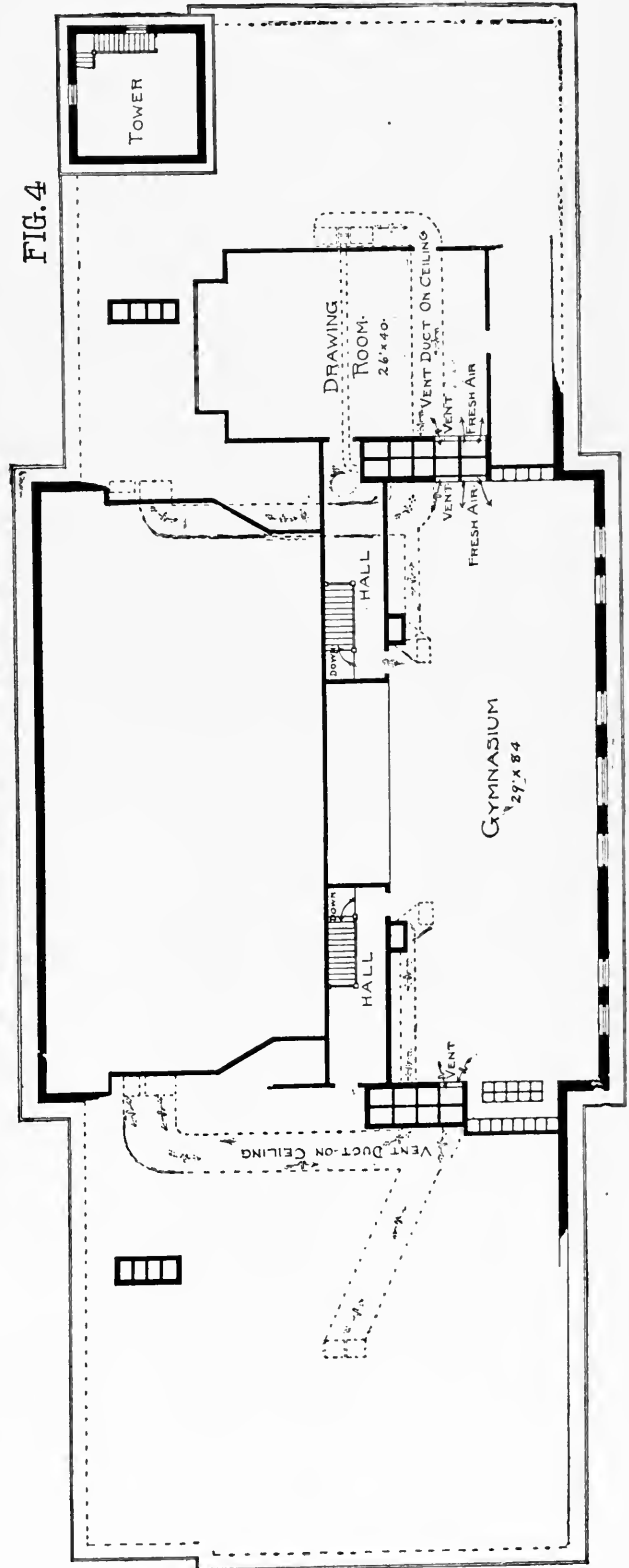 FIG. 4
TOWER
DRAWING
ROOM.
26'x40.
VENT DUCT ON CEILING
VENT
FRESH AIR
VENT
FRESH AIR
HALL
DOWN
GYMNASIUM
29'x84
DOWN
HALL
VENT
VENT DUCT-ON CEILING